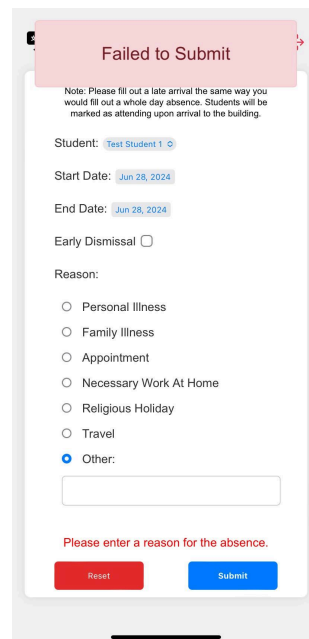 Failed to Submit
Note: Please fill out a late arrival the same way you
would fill out a whole day absence. Students will be
marked as attending upon arrival to the building.
Student: Test Student 1
Start Date: Jun 28, 2024
End Date: Jun 28, 2024
Early Dismissal
Reason:
Personal Illness
Family Illness
Appointment
Necessary Work At Home
Religious Holiday
Travel
Other:
Please enter a reason for the absence.
Reset Submit